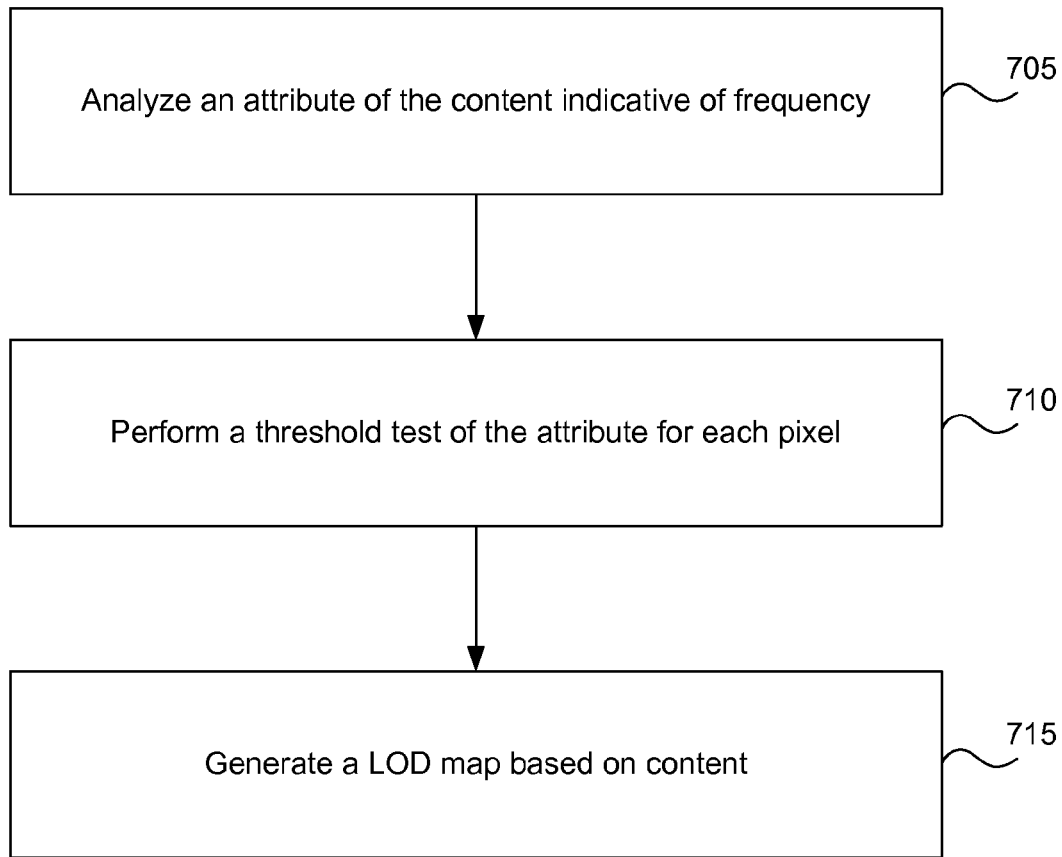 705
Analyze an attribute of the content indicative of frequency
710
Perform a threshold test of the attribute for each pixel
715
Generate a LOD map based on content